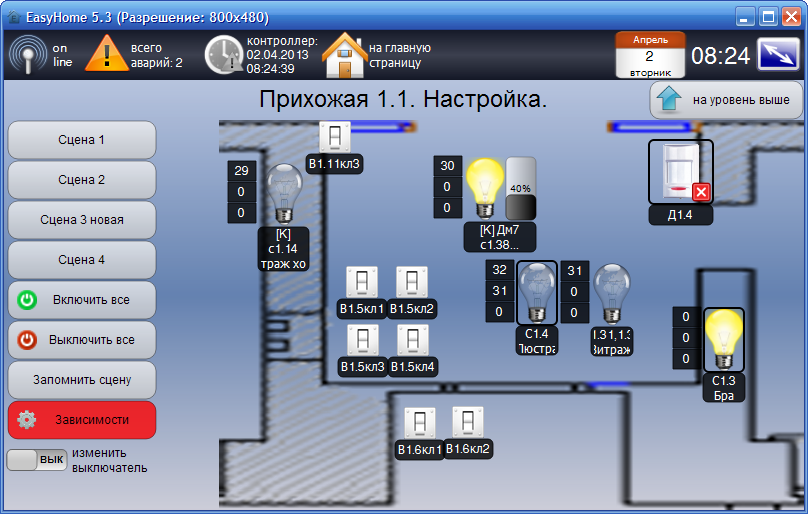 EasyHome 5.3 (Разрешение: 800x480)
on
line
всего
аварий: 2
контроллер:
02.04.2013
08:24:39
на главную
страницу
Апрель
2
вторник
08:24
Прихожая 1.1. Настройка.
на уровень выше
Сцена 1
Сцена 2
Сцена 3 новая
Сцена 4
Включить все
Выключить все
Запомнить сцену
Зависимости
вык
изменить
выключатель
В1.11кл3
29
0
0
[К]
с1.14
траж хо
30
0
0
40%
[К]Дм7
с1.38...
Д1.4
В1.5кл1
В1.5кл2
В1.5кл3
В1.5кл4
32
31
0
С1.4
Люстра
31
0
0
1.31,1.3
Витраж
0
0
0
С1.3
Бра
В1.6кл1
В1.6кл2